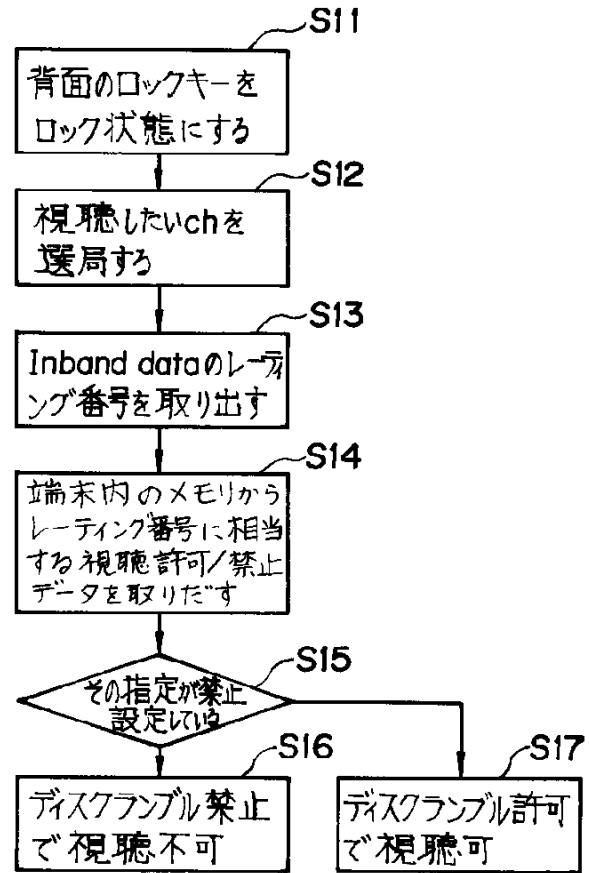 S11
背面のロックキーを
ロック状態にする
S12
視聴したいchを
選局する
S13
Inband dataのレーティ
ング番号を取り出す
S14
端末内のメモリから
レーティング番号に相当
する視聴許可/禁止
データを取りだす
S15
その指定が禁止
設定している
S16
ディスクランブル禁止
で視聴不可
S17
ディスクランブル許可
で視聴可